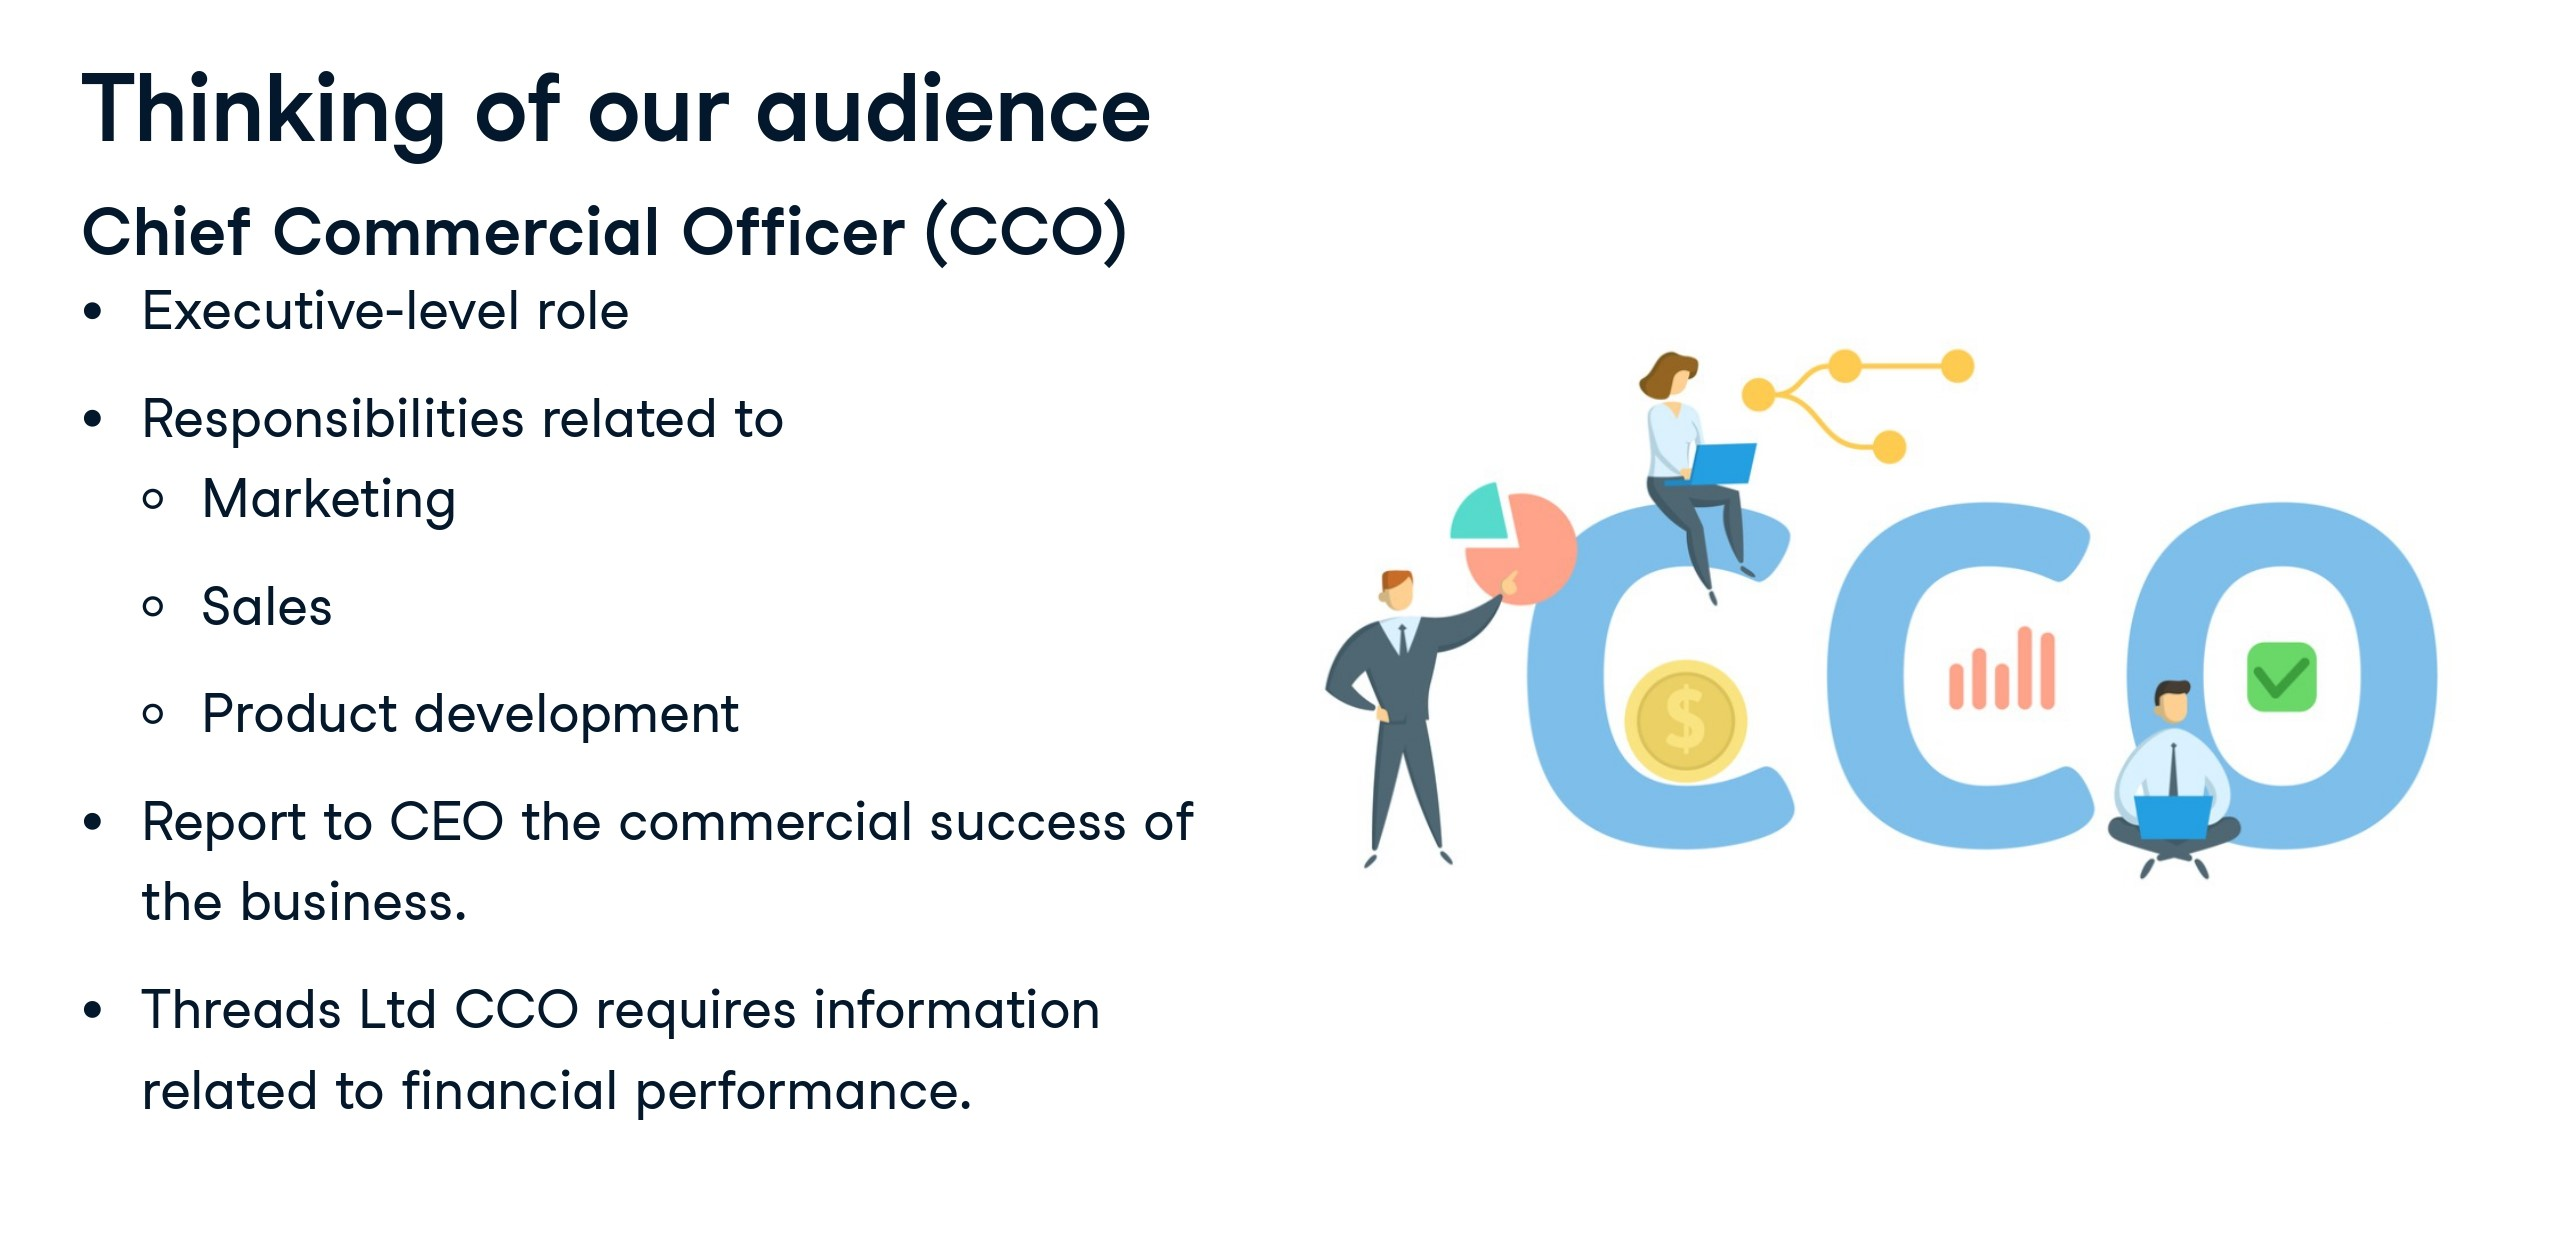 Thinking of our audience
Chief Commercial Officer (CCO)
• Executive-level role
• Responsibilities related to
○ Marketing
○ Sales
○ Product development
• Report to CEO the commercial success of
the business.
• Threads Ltd CCO requires information
related to financial performance.
CCO
$